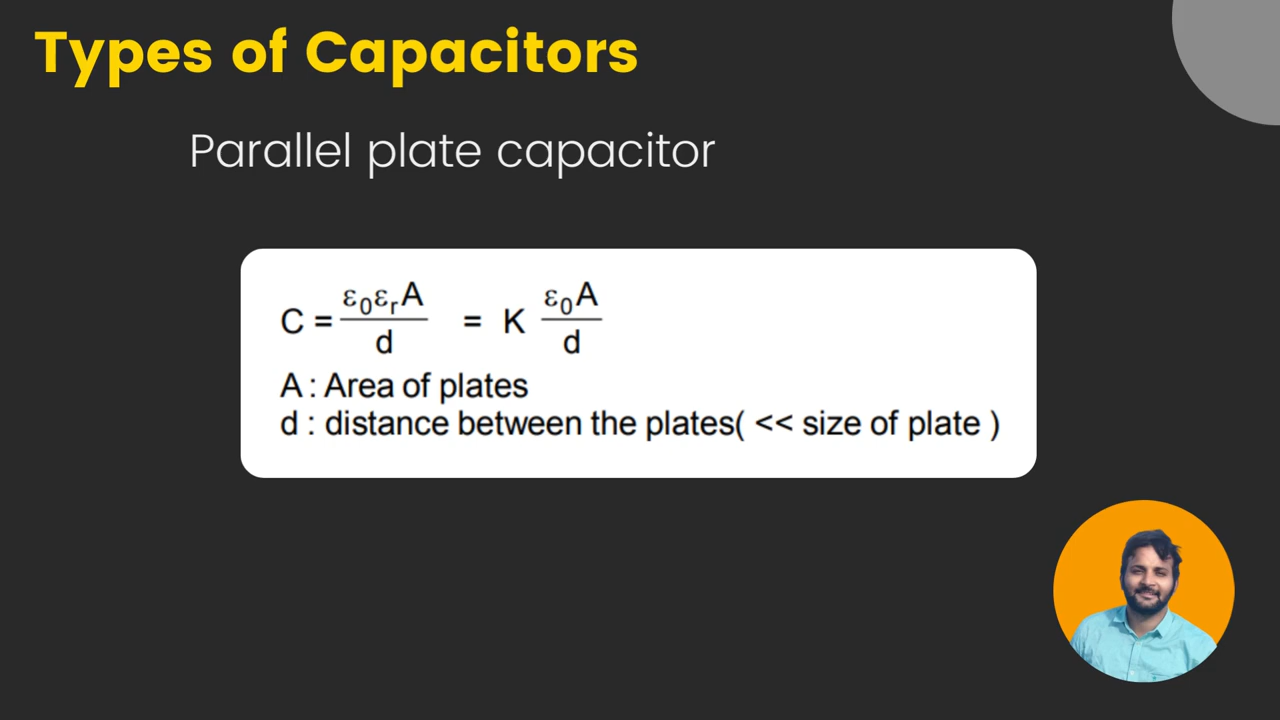 Types of Capacitors
Parallel plate capacitor
C = ε₀εᵣA / d = K ε₀A / d
A : Area of plates
d : distance between the plates( << size of plate )